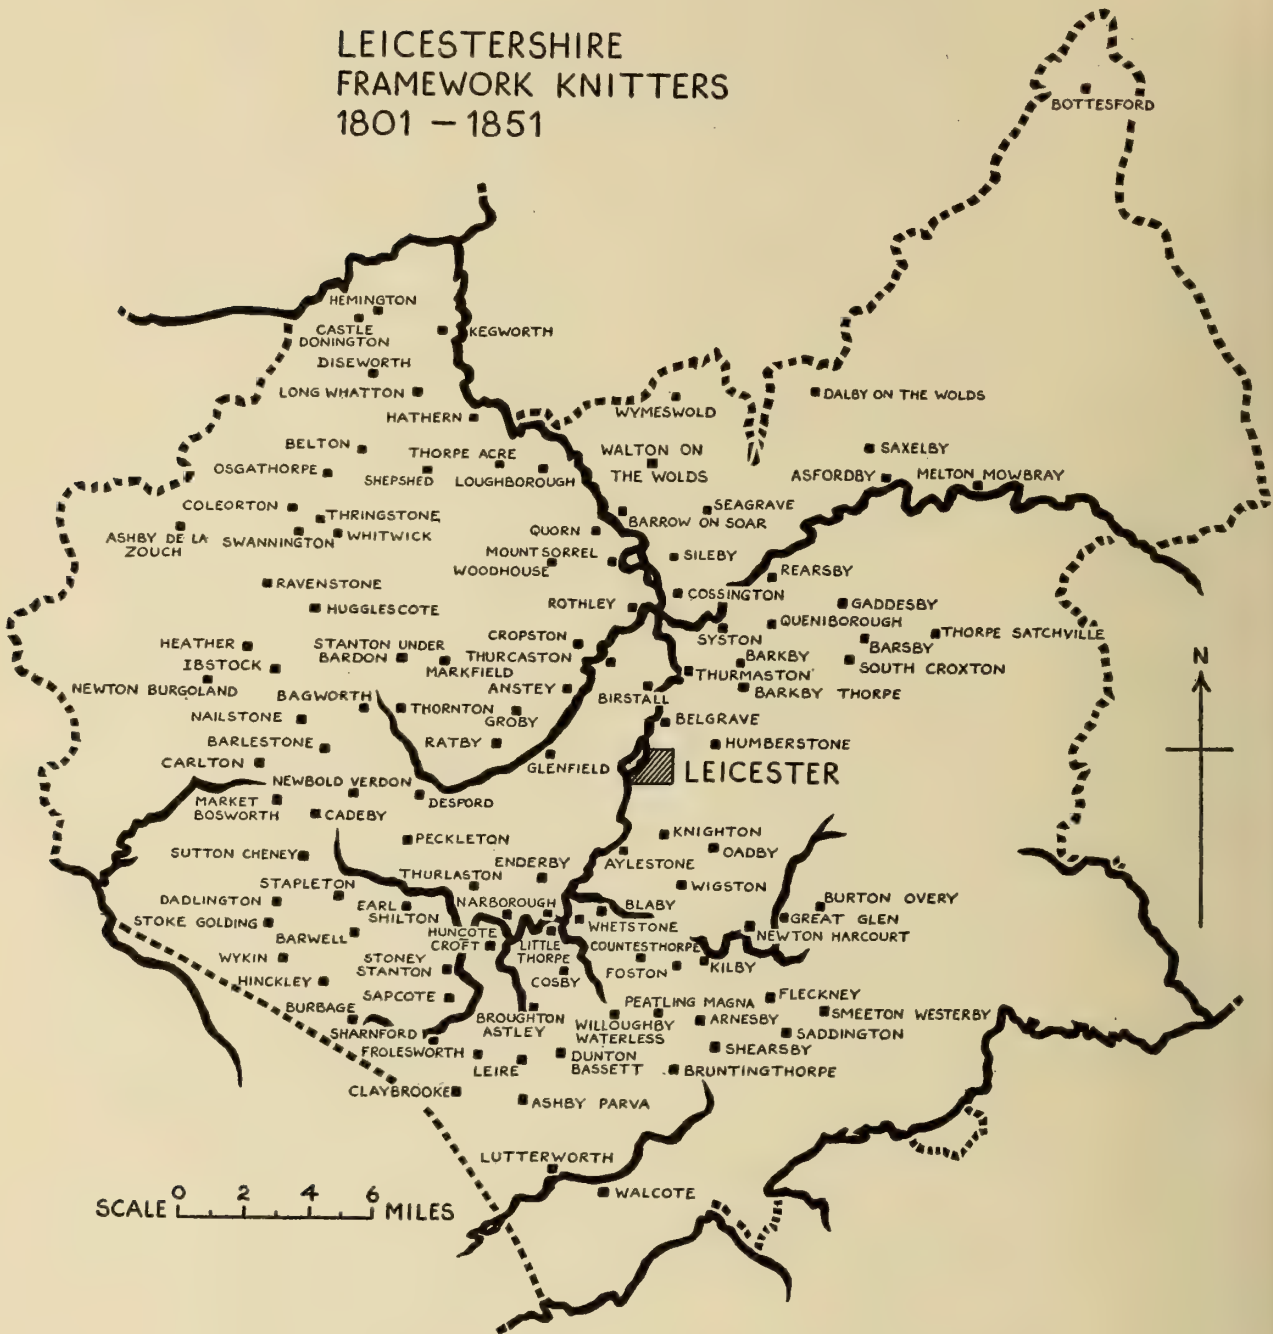 LEICESTERSHIRE
FRAMEWORK KNITTERS
1801 – 1851
BOTTESFORD
HEMINGTON
CASTLE
DONINGTON
KEGWORTH
DISEWORTH
LONG WHATTON
DALBY ON THE WOLDS
HATHERN
WYMESWOLD
BELTON
THORPE ACRE
WALTON ON
THE WOLDS
SAXELBY
OSGATHORPE
SHEPSHED
LOUGHBOROUGH
ASFORDBY
MELTON MOWBRAY
COLEORTON
THRINGSTONE
SEAGRAVE
BARROW ON SOAR
ASHBY DE LA
ZOUCH
SWANNINGTON
WHITWICK
QUORN
MOUNTSORREL
WOODHOUSE
SILEBY
RAVENSTONE
REARSBY
HUGGLESCOTE
ROTHLEY
COSSINGTON
GADDESBY
QUENIBOROUGH
HEATHER
STANTON UNDER
BARDON
CROPSTON
SYSTON
BARSBY
THORPE SATCHVILLE
IBSTOCK
MARKFIELD
THURCASTON
BARKBY
SOUTH CROXTON
NEWTON BURGOLAND
BAGWORTH
ANSTEY
BIRSTALL
THURMASTON
BARKBY THORPE
NAILSTONE
THORNTON
GROBY
BELGRAVE
BARLESTONE
RATBY
HUMBERSTONE
CARLTON
GLENFIELD
LEICESTER
NEWBOLD VERDON
MARKET
BOSWORTH
CADEBY
DESFORD
PECKLETON
KNIGHTON
OADBY
SUTTON CHENEY
ENDERBY
AYLESTONE
STAPLETON
THURLASTON
WIGSTON
DADLINGTON
EARL
SHILTON
NARBOROUGH
BLABY
BURTON OVERY
STOKE GOLDING
WHETSTONE
GREAT GLEN
BARWELL
HUNCOTE
CROFT
LITTLE
THORPE
COUNTESTHORPE
NEWTON HARCOURT
WYKIN
STONEY
STANTON
COSBY
FOSTON
KILBY
HINCKLEY
SAPCOTE
PEATLING MAGNA
FLECKNEY
BURBAGE
BROUGHTON
ASTLEY
WILLOUGHBY
WATERLESS
ARNESBY
SMEETON WESTERBY
SHARNFORD
SADDINGTON
FROLESWORTH
LEIRE
DUNTON
BASSETT
SHEARSBY
BRUNTINGTHORPE
CLAYBROOKE
ASHBY PARVA
LUTTERWORTH
WALCOTE
N
0 2 4 6
SCALE MILES